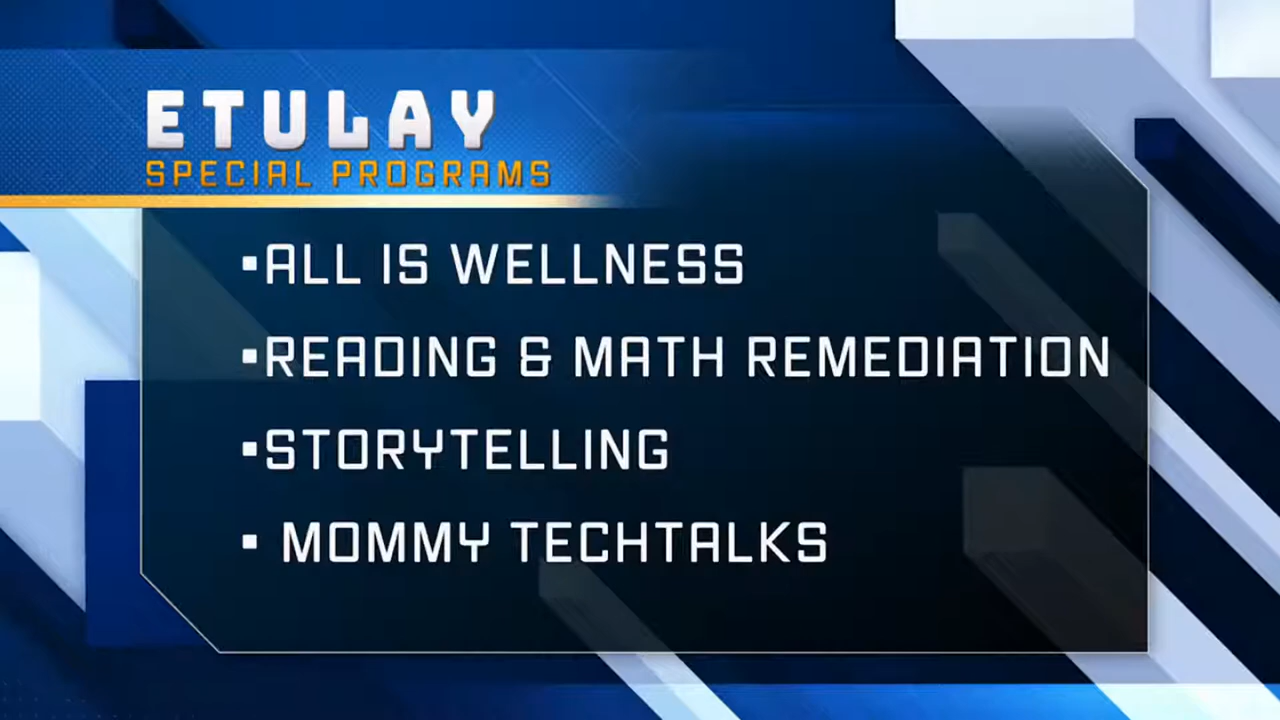 ETULAY
SPECIAL PROGRAMS
▪ALL IS WELLNESS
▪READING & MATH REMEDIATION
▪STORYTELLING
▪ MOMMY TECHTALKS